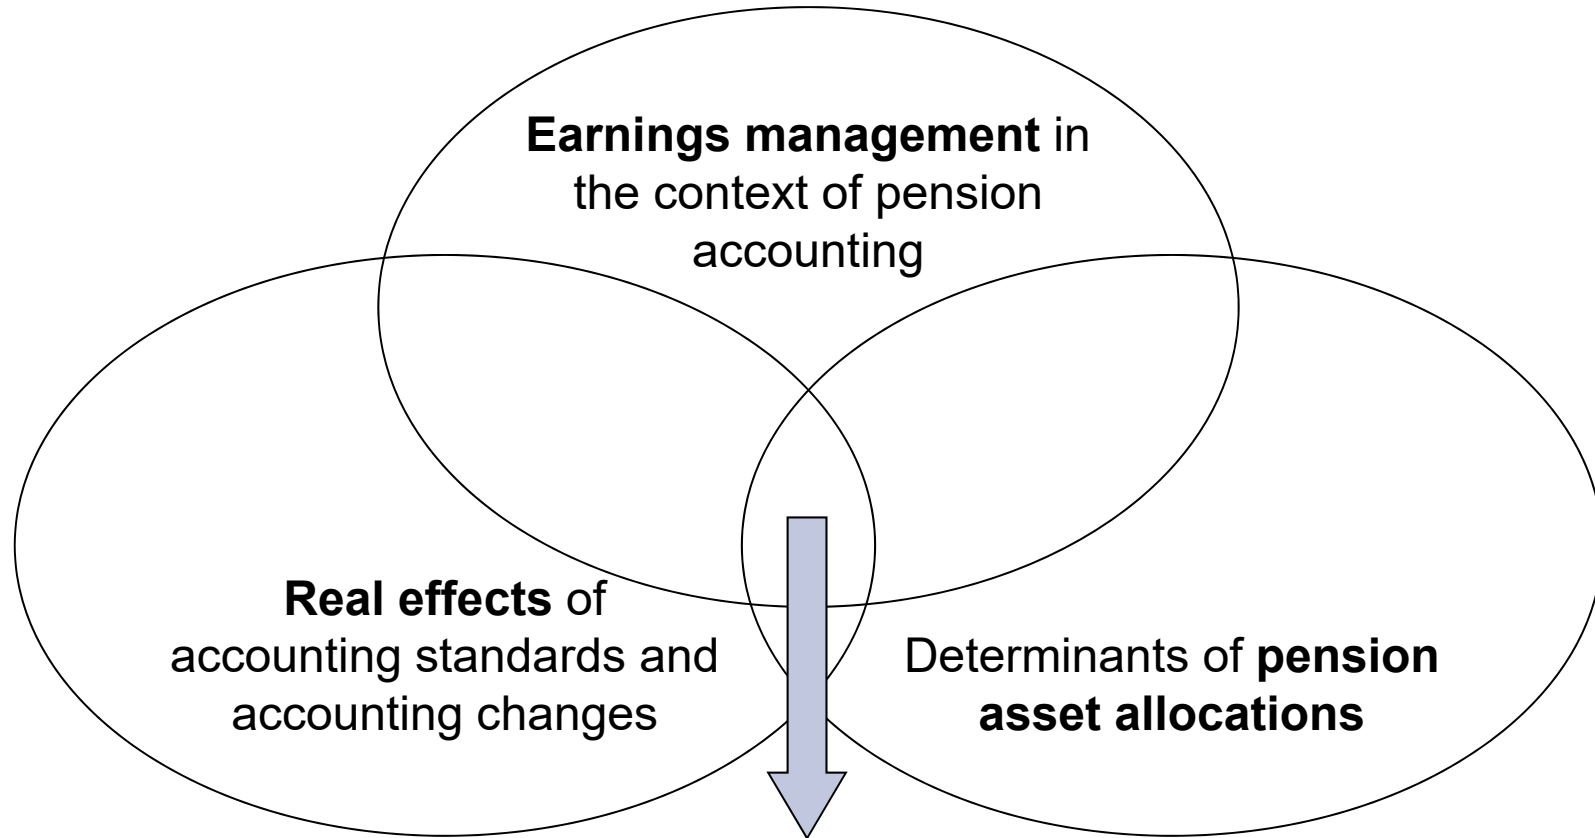 Earnings management in
the context of pension
accounting
Real effects of
accounting standards and
accounting changes
Determinants of pension
asset allocations